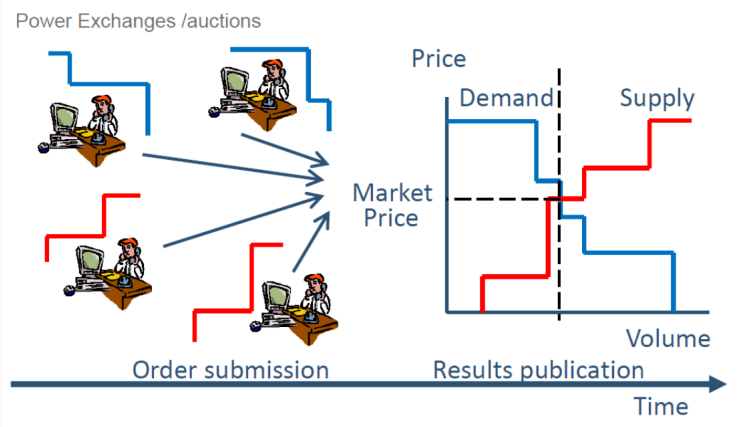 Power Exchanges /auctions
Price
Demand
Supply
Market
Price
Volume
Order submission
Results publication
Time